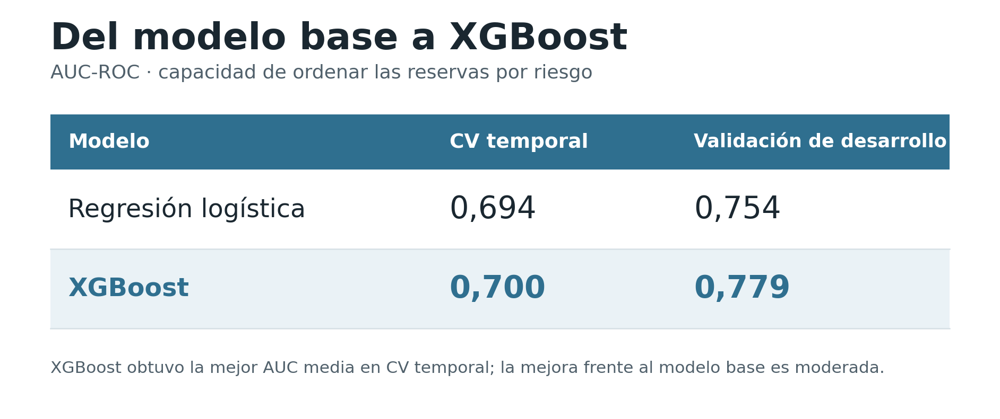 Del modelo base a XGBoost
AUC-ROC · capacidad de ordenar las reservas por riesgo
Modelo CV temporal Validación de desarrollo
Regresión logística 0,694 0,754
XGBoost 0,700 0,779
XGBoost obtuvo la mejor AUC media en CV temporal; la mejora frente al modelo base es moderada.